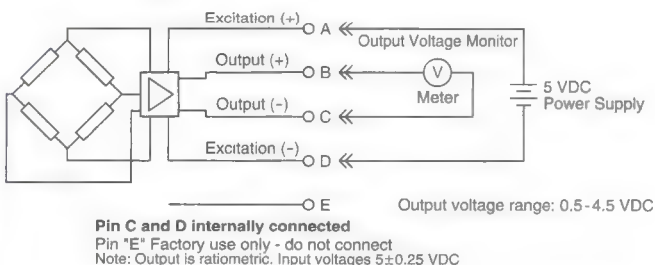 Excitation (+)
A
Output Voltage Monitor
Output (+)
B
V
Meter
5 VDC
Power Supply
Output (-)
C
Excitation (-)
D
E
Output voltage range: 0.5-4.5 VDC
Pin C and D internally connected
Pin "E" Factory use only - do not connect
Note: Output is ratiometric. Input voltages 5±0.25 VDC